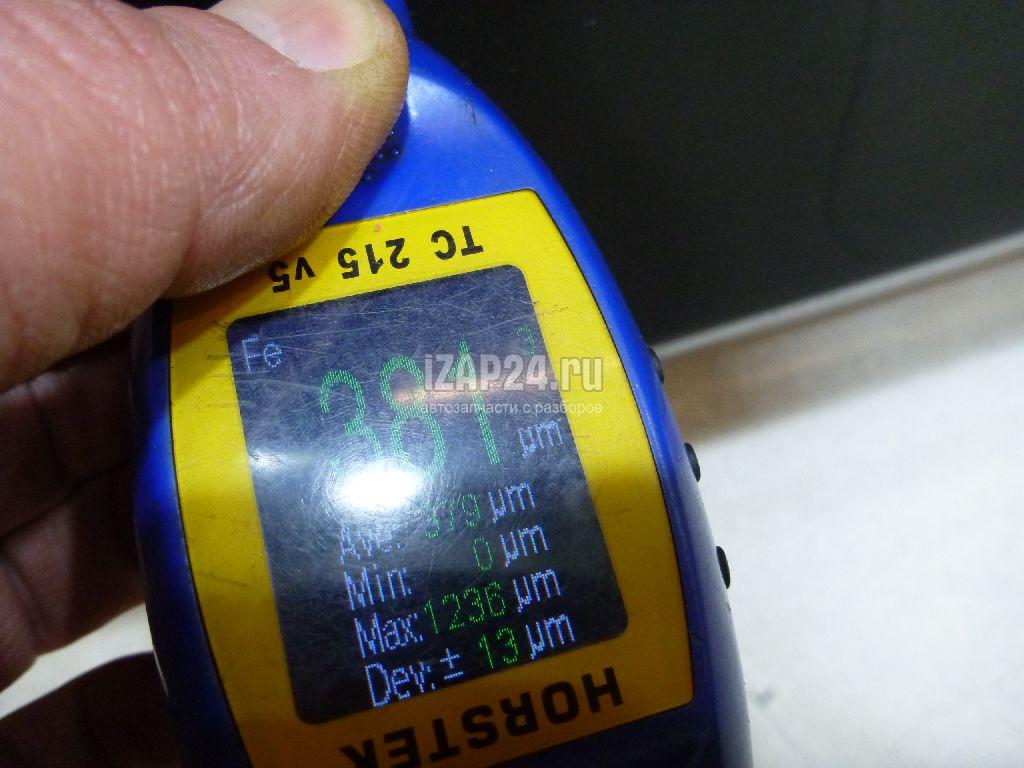 TC 215 v5
Fe
3
381 µm
iZAP24.ru
автозапчасти с разборов
Ave: 379 µm
Min: 0 µm
Max: 1236 µm
Dev: ± 13 µm
HORSTEK